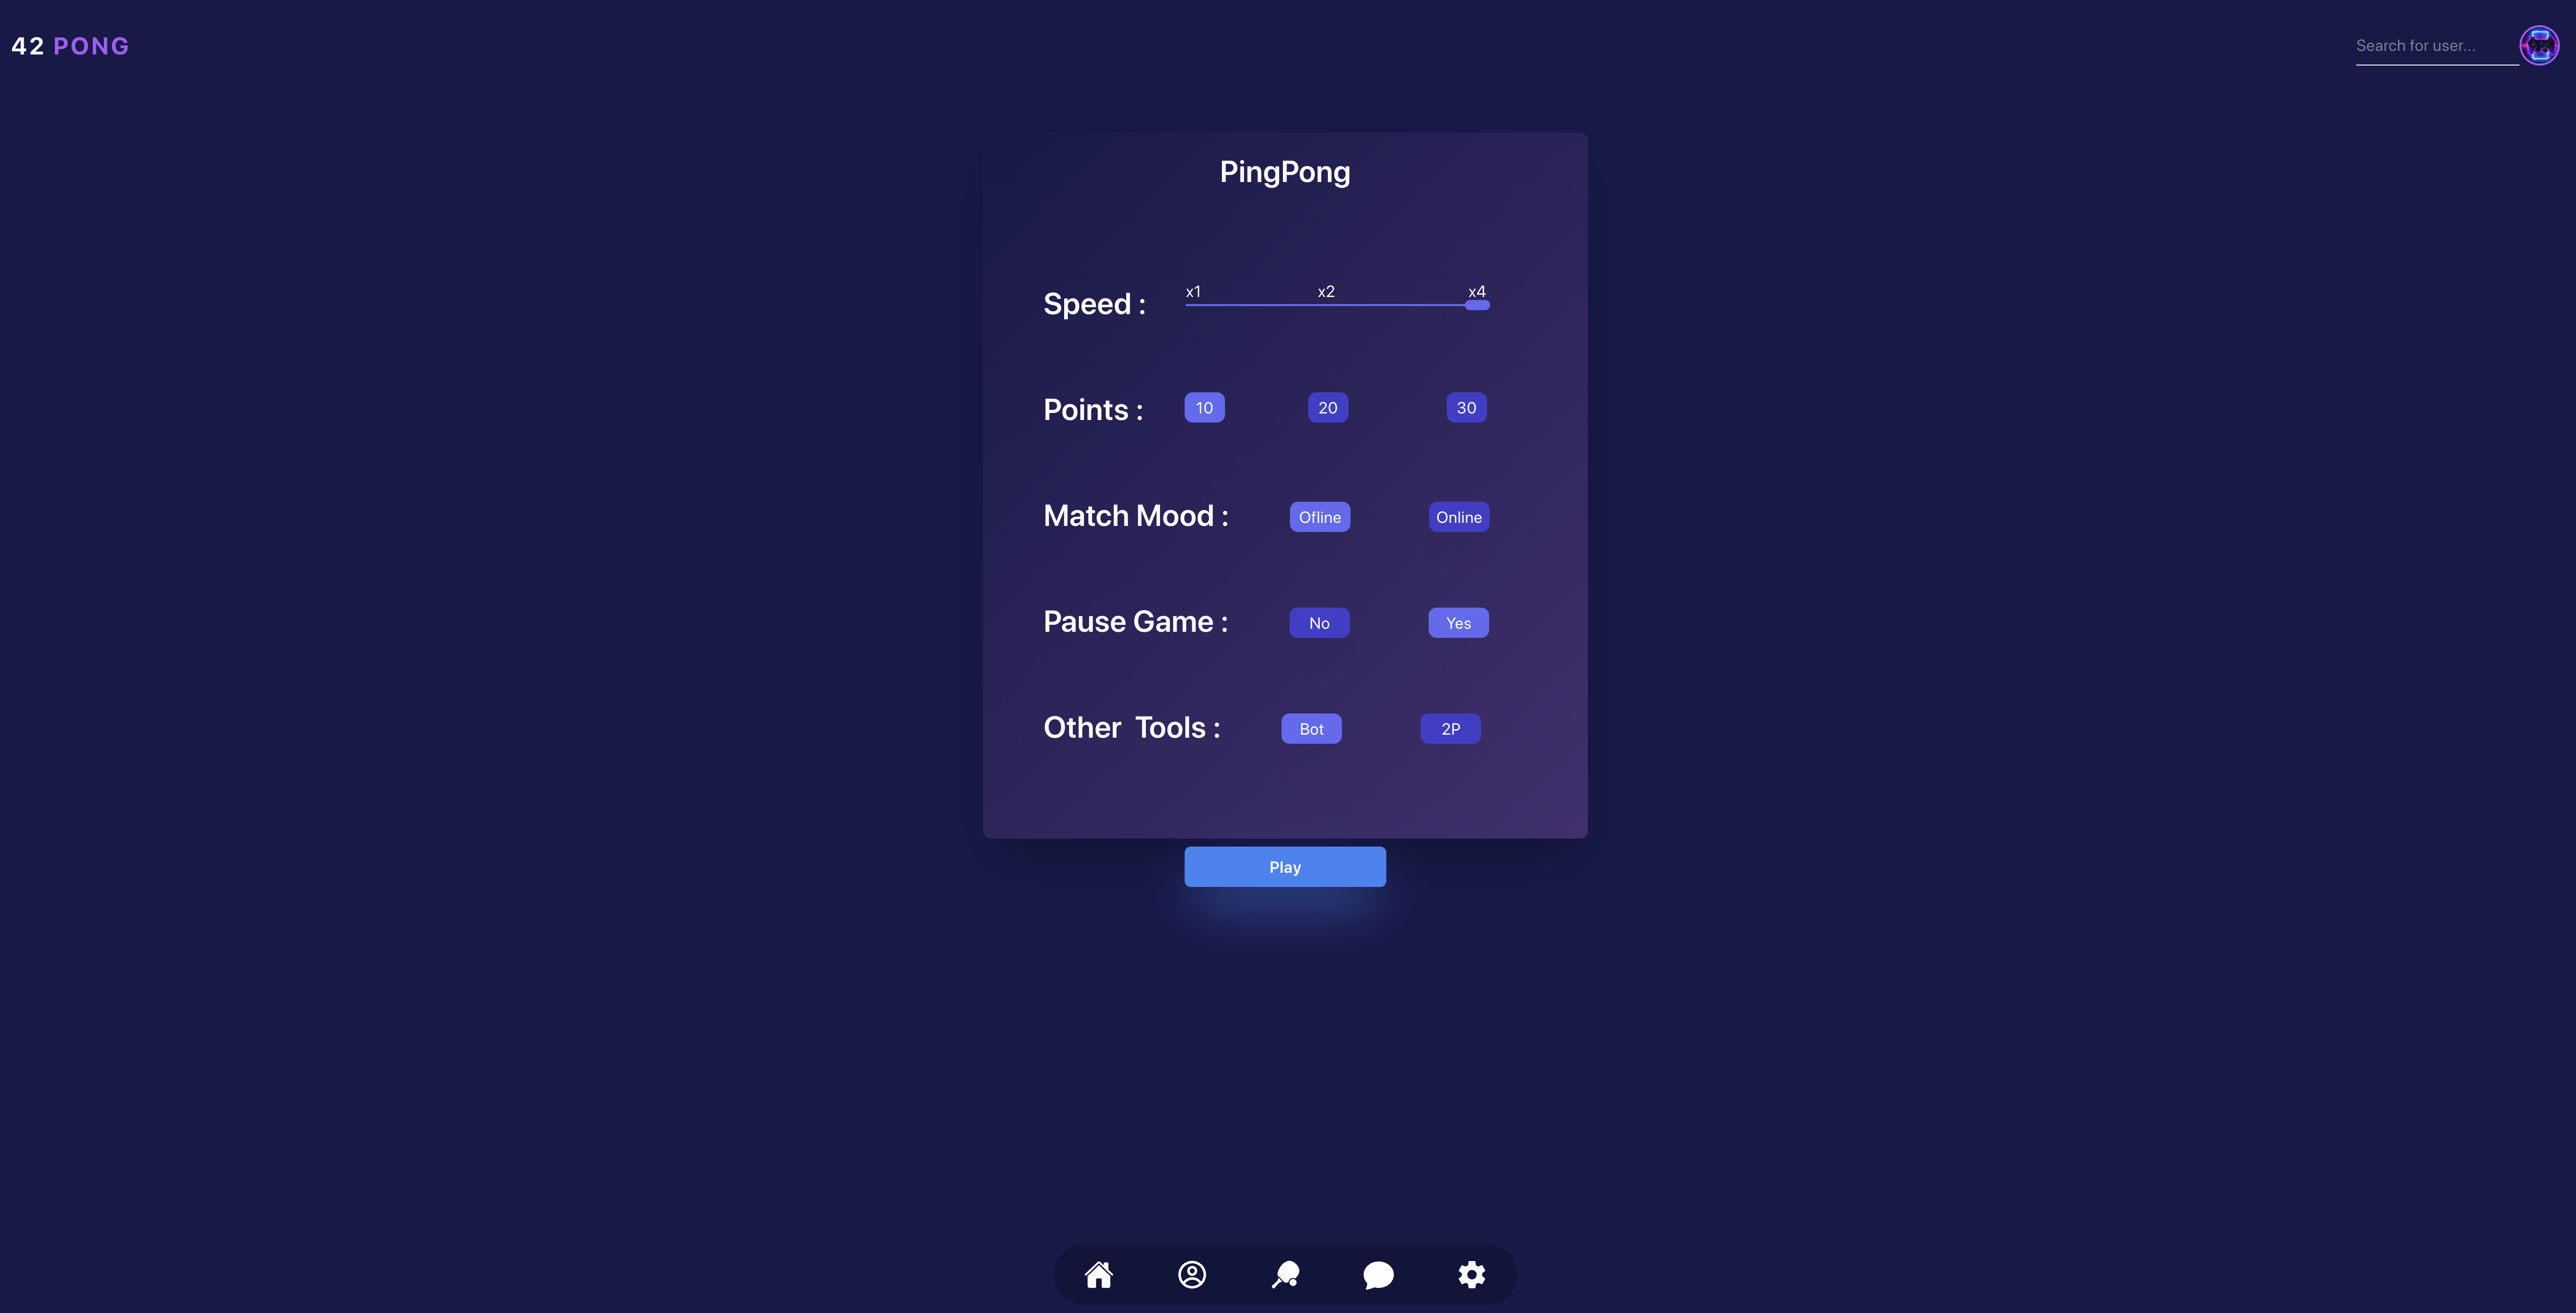 42 PONG
Search for user...
PingPong
x1 x2 x4
Speed :
Points : 10 20 30
Match Mood : Ofline Online
Pause Game : No Yes
Other Tools : Bot 2P
Play